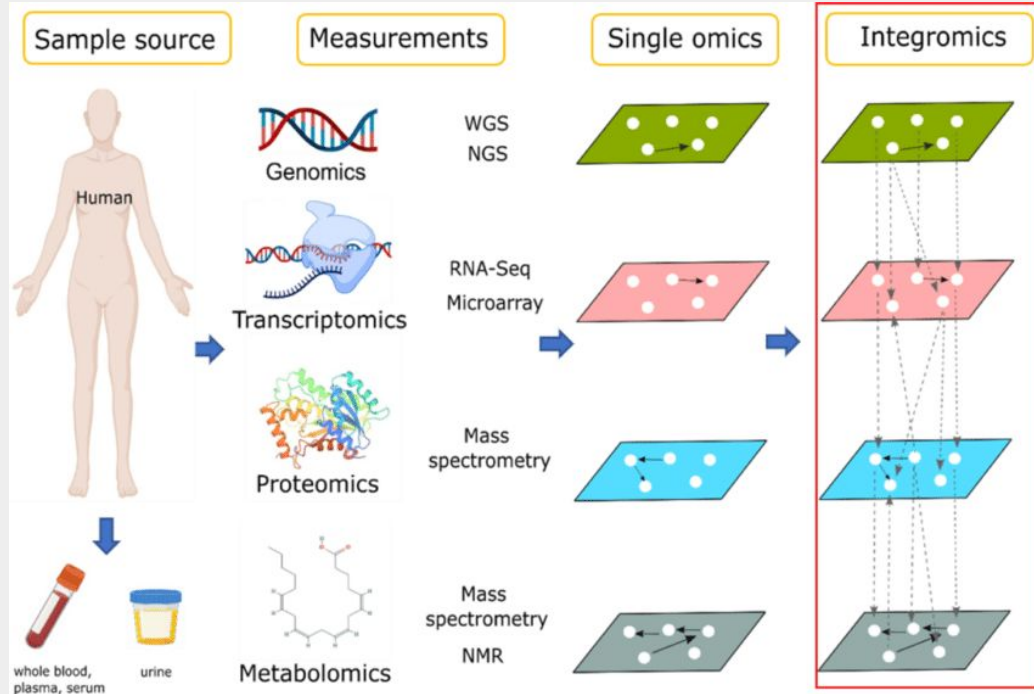 Sample source
Measurements
Single omics
Integromics
Human
Genomics
WGS
NGS
Transcriptomics
RNA-Seq
Microarray
Proteomics
Mass
spectrometry
Metabolomics
Mass
spectrometry
NMR
whole blood,
plasma, serum
urine